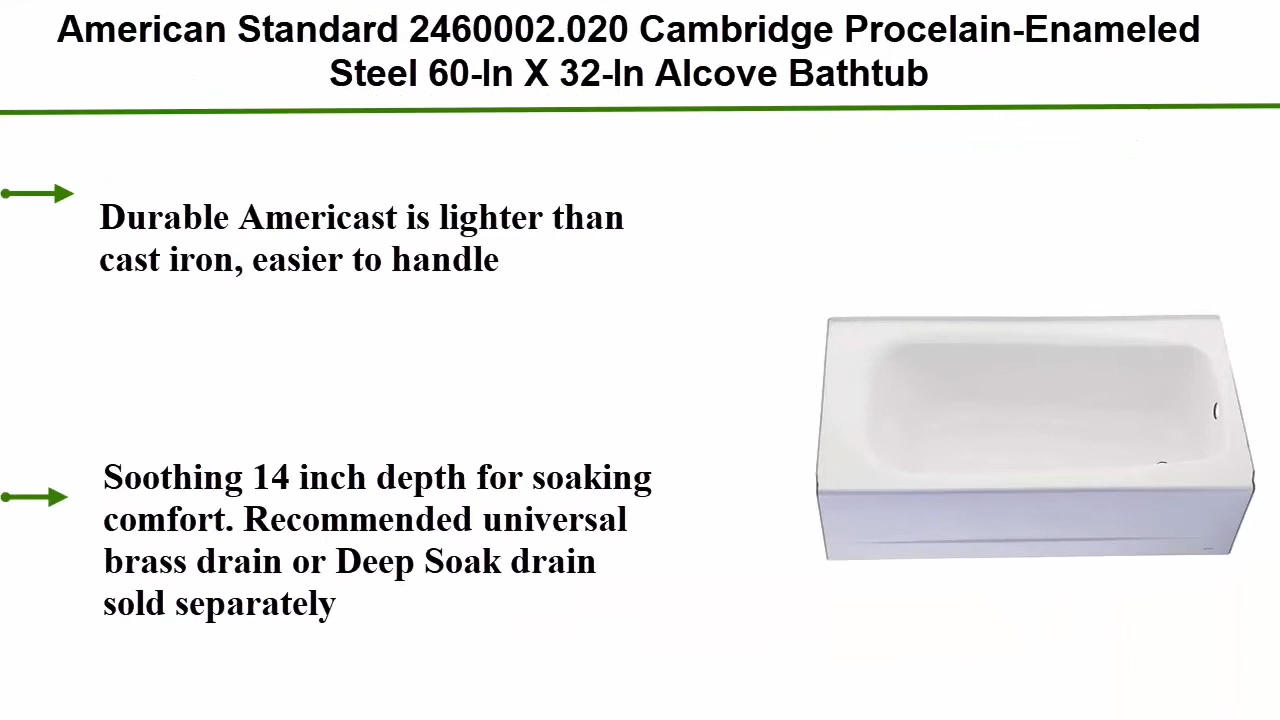 American Standard 2460002.020 Cambridge Procelain-Enameled
Steel 60-In X 32-In Alcove Bathtub
Durable Americast is lighter than
cast iron, easier to handle
Soothing 14 inch depth for soaking
comfort. Recommended universal
brass drain or Deep Soak drain
sold separately